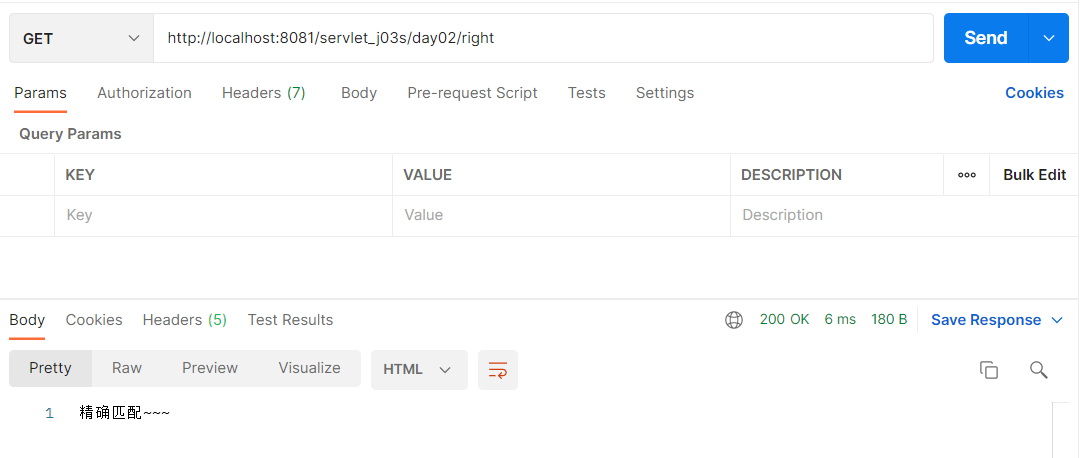 GET http://localhost:8081/servlet_j03s/day02/right Send
Params Authorization Headers (7) Body Pre-request Script Tests Settings Cookies
Query Params
KEY VALUE DESCRIPTION ooo Bulk Edit
Key Value Description
Body Cookies Headers (5) Test Results 200 OK 6 ms 180 B Save Response
Pretty Raw Preview Visualize HTML
1 精确匹配~~~